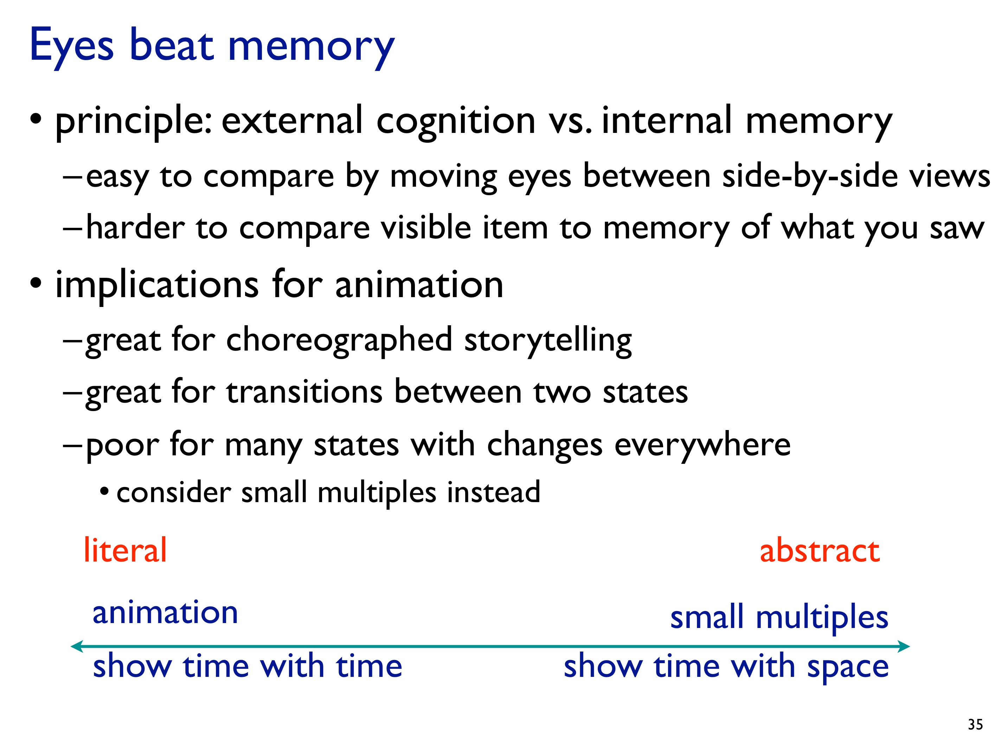 Eyes beat memory
• principle: external cognition vs. internal memory
–easy to compare by moving eyes between side-by-side views
–harder to compare visible item to memory of what you saw
• implications for animation
–great for choreographed storytelling
–great for transitions between two states
–poor for many states with changes everywhere
• consider small multiples instead
literal abstract
animation small multiples
show time with time show time with space
35